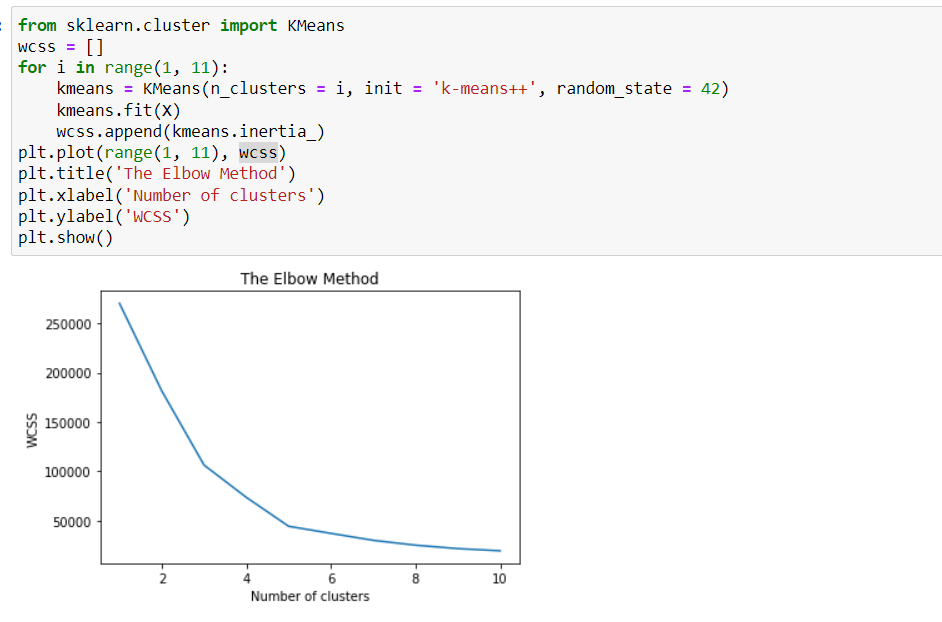 from sklearn.cluster import KMeans
wcss = []
for i in range(1, 11):
    kmeans = KMeans(n_clusters = i, init = 'k-means++', random_state = 42)
    kmeans.fit(X)
    wcss.append(kmeans.inertia_)
plt.plot(range(1, 11), wcss)
plt.title('The Elbow Method')
plt.xlabel('Number of clusters')
plt.ylabel('WCSS')
plt.show()
The Elbow Method
250000
200000
150000
100000
50000
WCSS
2 4 6 8 10
Number of clusters